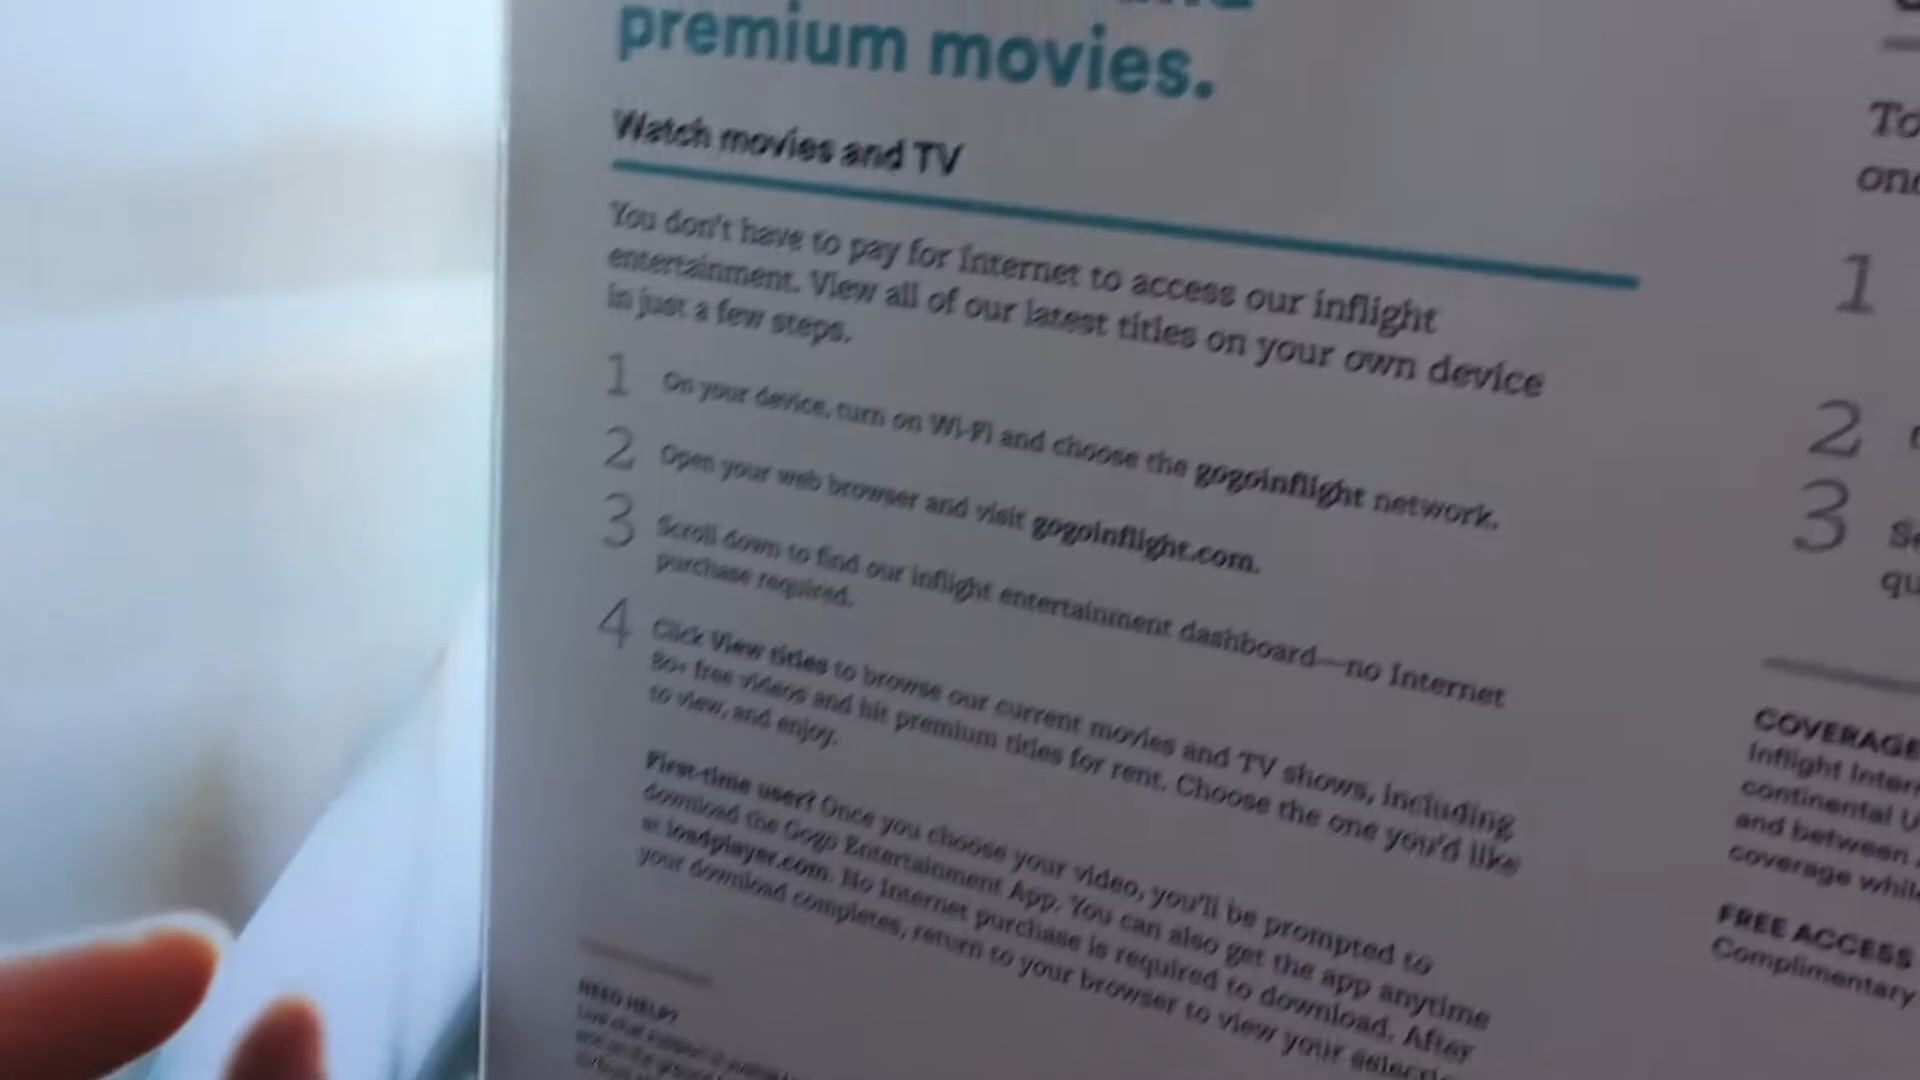 premium movies.
Watch movies and TV
You don't have to pay for Internet to access our inflight
entertainment. View all of our latest titles on your own device
in just a few steps.
1 On your device, turn on Wi-Fi and choose the gogoinflight network.
2 Open your web browser and visit gogoinflight.com.
3 Scroll down to find our inflight entertainment dashboard—no Internet
purchase required.
4 Click View titles to browse our current movies and TV shows, including
80+ free videos and hit premium titles for rent. Choose the one you'd like
to view, and enjoy.
First-time user? Once you choose your video, you'll be prompted to
download the Gogo Entertainment App. You can also get the app anytime
at loadplayer.com. No Internet purchase is required to download. After
your download completes, return to your browser to view your
NEED HELP?
Live chat
To
1
2
3
COVERAGE
Inflight
continental
and between
coverage
FREE ACCESS
Complimentary